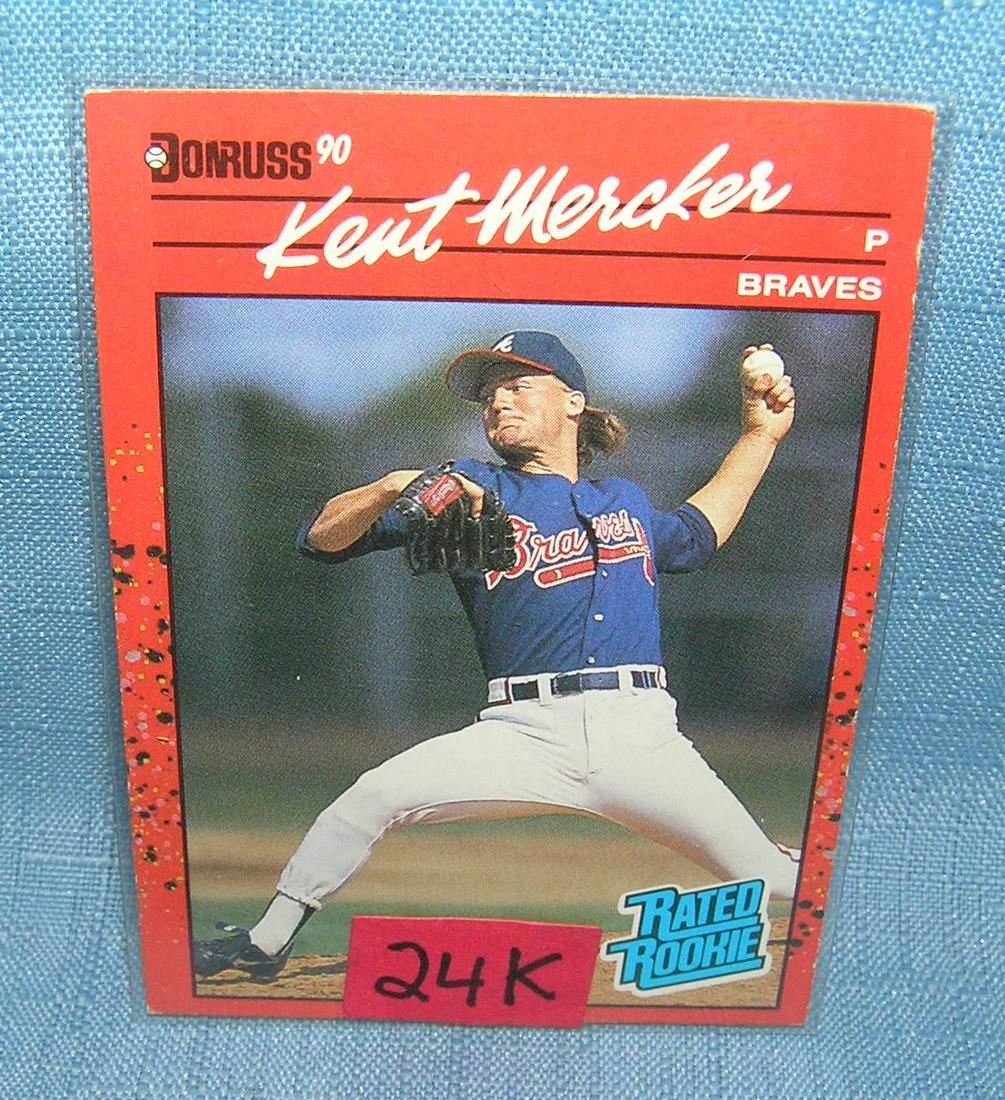 DONRUSS 90
Kent Mercker
P
BRAVES
A
Braves
RATED
ROOKIE
24K